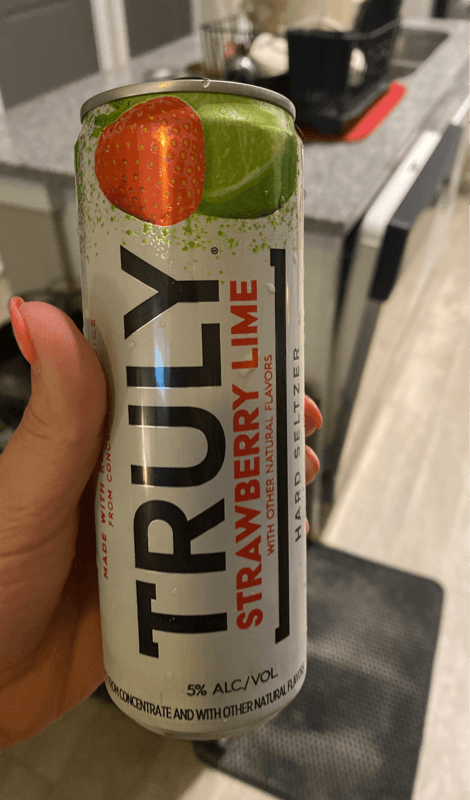 TRULY®
STRAWBERRY LIME
WITH OTHER NATURAL FLAVORS
HARD SELTZER
MADE WITH
FROM
5% ALC/VOL
FROM CONCENTRATE AND WITH OTHER NATURAL FLAVORS